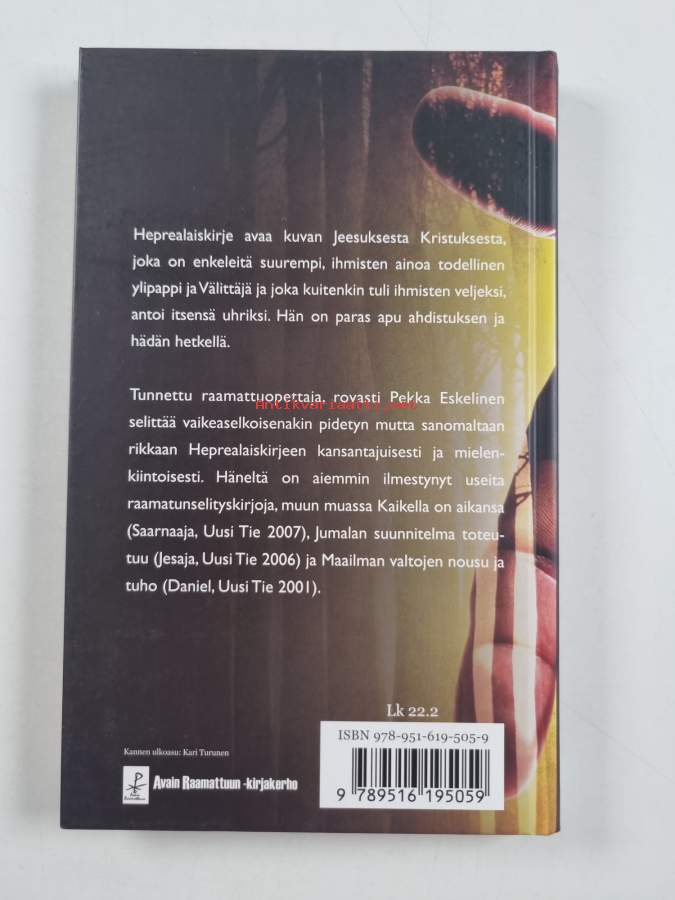 Heprealaiskirje avaa kuvan Jeesuksesta Kristuksesta,
joka on enkeleitä suurempi, ihmisten ainoa todellinen
ylipappi ja Välittäjä ja joka kuitenkin tuli ihmisten veljeksi,
antoi itsensä uhriksi. Hän on paras apu ahdistuksen ja
hädän hetkellä.
Tunnettu raamattuopettaja, rovasti Pekka Eskelinen
Antikvariaatti.net
selittää vaikeaselkoisenakin pidetyn mutta sanomaltaan
rikkaan Heprealaiskirjeen kansantajuisesti ja mielen-
kiintoisesti. Häneltä on aiemmin ilmestynyt useita
raamatunselityskirjoja, muun muassa Kaikella on aikansa
(Saarnaaja, Uusi Tie 2007), Jumalan suunnitelma toteu-
tuu (Jesaja, Uusi Tie 2006) ja Maailman valtojen nousu ja
tuho (Daniel, Uusi Tie 2001).
Lk 22.2
ISBN 978-951-619-505-9
9 789516 195059
Kannen ulkoasu: Kari Turunen
Avain Raamattuun -kirjakerho